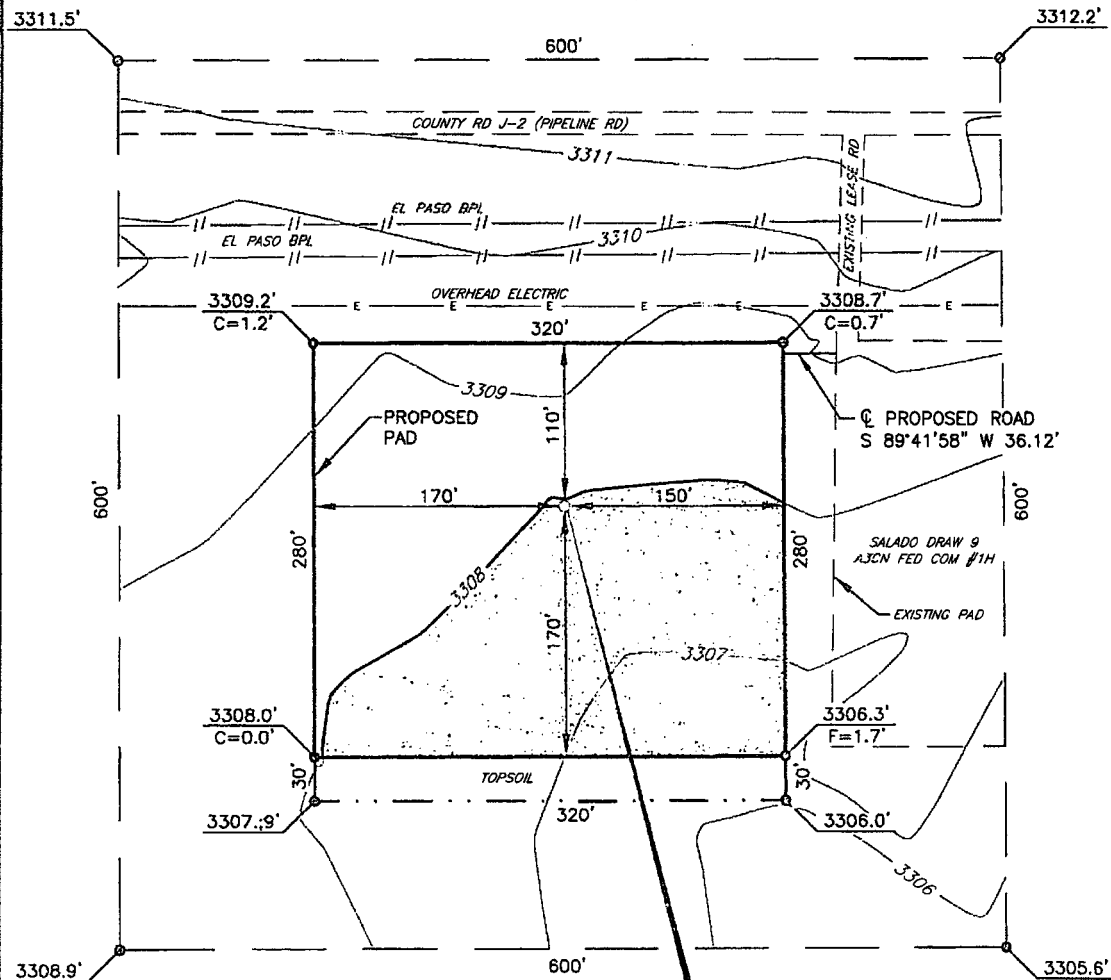 3311.5'
3312.2'
600'
COUNTY RD J-2 (PIPELINE RD)
3311
EXISTING LEASE RD
EL PASO BPL
EL PASO BPL
3310
OVERHEAD ELECTRIC
E E E E E E
3309.2'
C=1.2'
3308.7'
C=0.7'
320'
3309
PROPOSED
PAD
110'
℄ PROPOSED ROAD
S 89°41'58" W 36.12'
600'
170'
150'
600'
280'
280'
SALADO DRAW 9
A3CN FED COM #1H
3308
EXISTING PAD
170'
3307
3308.0'
C=0.0'
3306.3'
F=1.7'
30'
TOPSOIL
30'
320'
3307.;9'
3306.0'
3306
3308.9'
600'
3305.6'